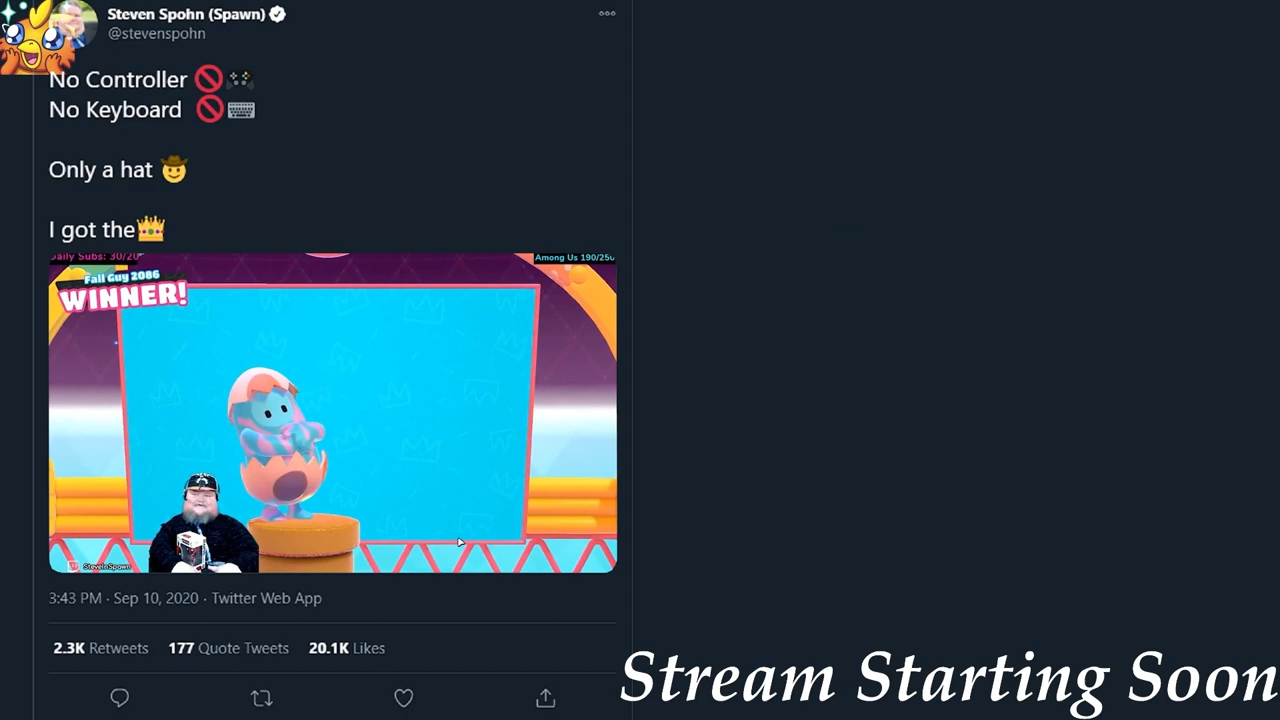 Steven Spohn (Spawn)
@stevenspohn
No Controller 🚫🎮
No Keyboard 🚫⌨️
Only a hat 🤠
I got the👑
Daily Subs: 30/20
Among Us 190/250
Fall Guy 2086
WINNER!
SteveInSpawn
3:43 PM · Sep 10, 2020 · Twitter Web App
2.3K Retweets 177 Quote Tweets 20.1K Likes
Stream Starting Soon